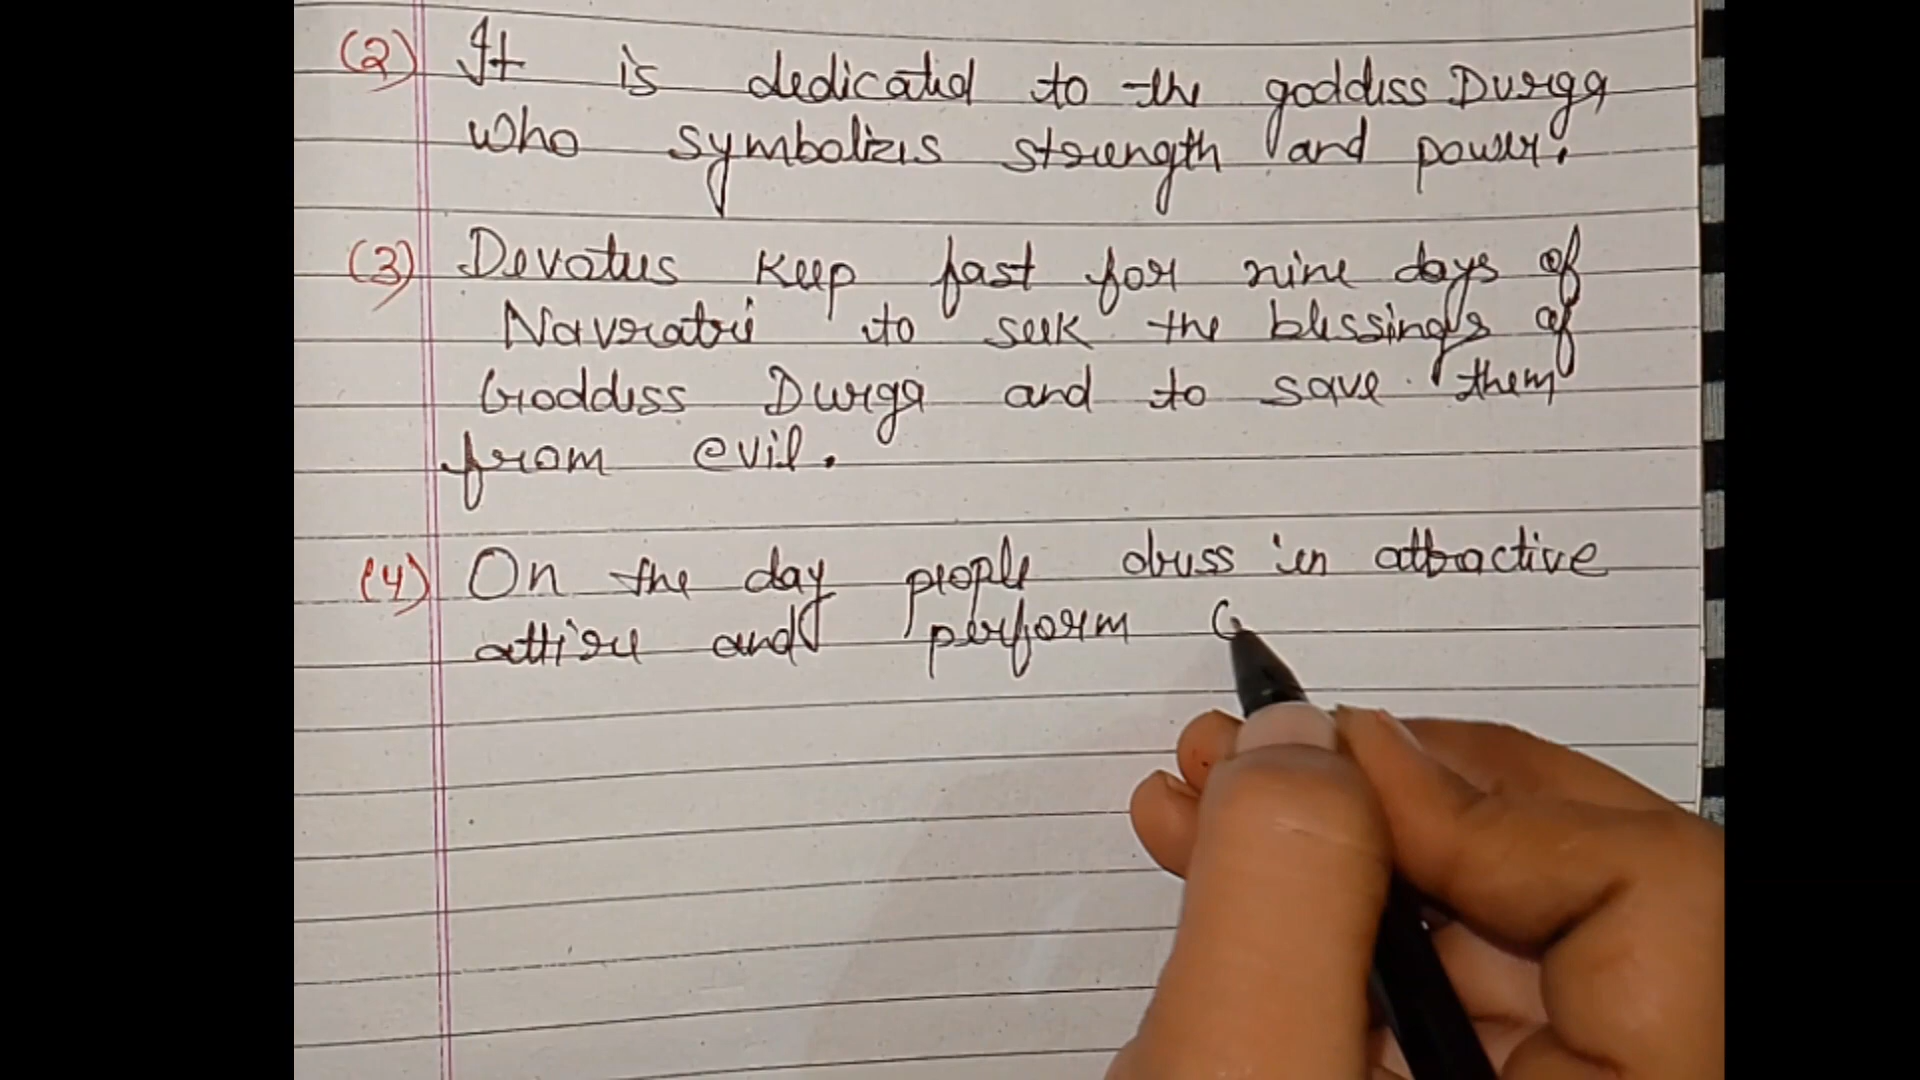 (2) It is dedicated to the goddess Durga
who symbolizes strength and power.
(3) Devotees keep fast for nine days of
Navratri to seek the blessings of
Goddess Durga and to save them
from evil.
(4) On the day people dress in attractive
attire and perform G